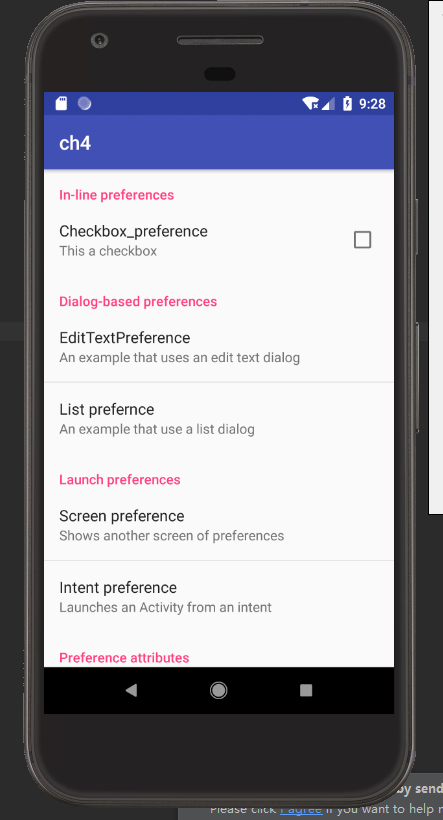 9:28
ch4
In-line preferences
Checkbox_preference
This a checkbox
Dialog-based preferences
EditTextPreference
An example that uses an edit text dialog
List prefernce
An example that use a list dialog
Launch preferences
Screen preference
Shows another screen of preferences
Intent preference
Launches an Activity from an intent
Preference attributes
by send
Please click I agree if you want to help